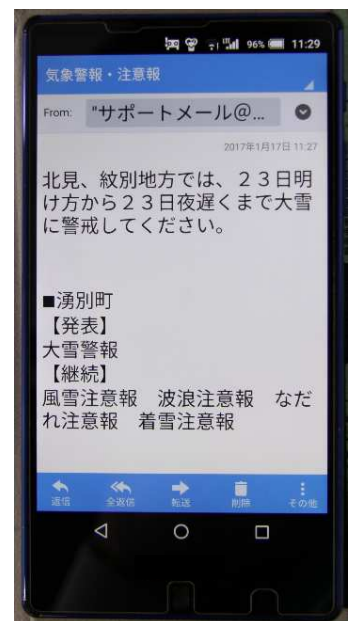 96% 11:29
気象警報・注意報
From: "サポートメール@...
2017年1月17日 11:27
北見、紋別地方では、23日明
け方から23日夜遅くまで大雪
に警戒してください。
■湧別町
【発表】
大雪警報
【継続】
風雪注意報 波浪注意報 なだ
れ注意報 着雪注意報
返信 全返信 転送 削除 その他